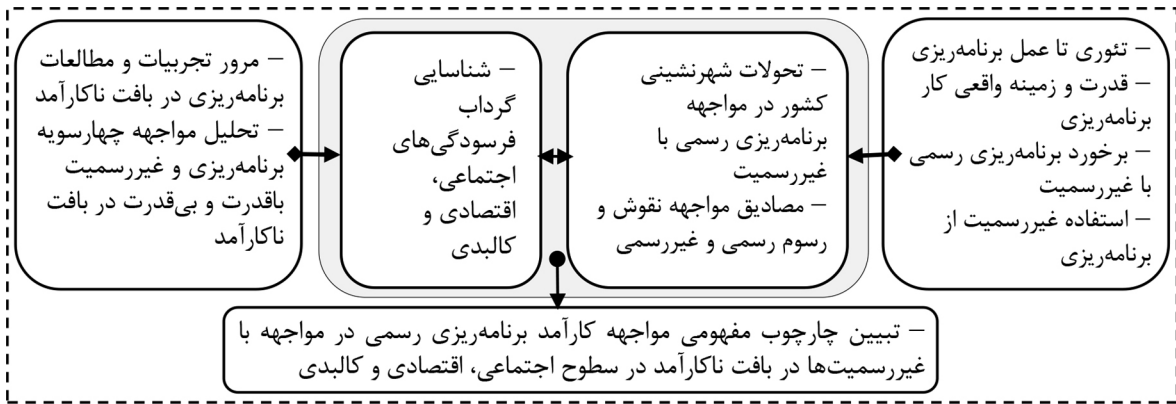 – تئوری تا عمل برنامه‌ریزی
– قدرت و زمینه واقعی کار
برنامه‌ریزی
– برخورد برنامه‌ریزی رسمی
با غیررسمیت
– استفاده غیررسمیت از
برنامه‌ریزی
– تحولات شهرنشینی
کشور در مواجهه
برنامه‌ریزی رسمی با
غیررسمیت
– مصادیق مواجهه نقوش و
رسوم رسمی و غیررسمی
– شناسایی
گرداب
فرسودگی‌های
اجتماعی،
اقتصادی و
کالبدی
– مرور تجربیات و مطالعات
برنامه‌ریزی در بافت ناکارآمد
– تحلیل مواجهه چهارسویه
برنامه‌ریزی و غیررسمیت
باقدرت و بی‌قدرت در بافت
ناکارآمد
– تبیین چارچوب مفهومی مواجهه کارآمد برنامه‌ریزی رسمی در مواجهه با
غیررسمیت‌ها در بافت ناکارآمد در سطوح اجتماعی، اقتصادی و کالبدی